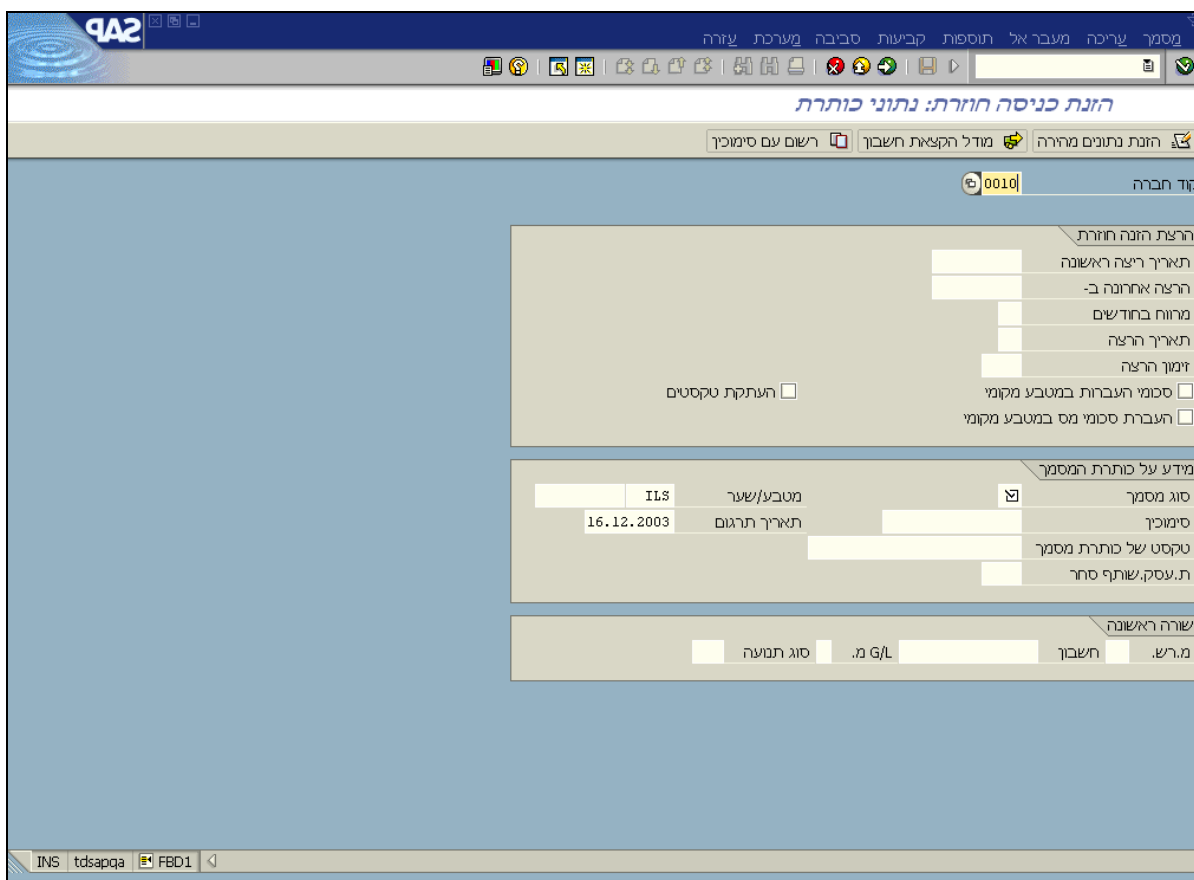 SAP
מסמך עריכה מעבר אל תוספות קביעות סביבה מערכת עזרה
הזנת כניסה חוזרת: נתוני כותרת
הזנת נתונים מהירה מודל הקצאת חשבון רשום עם סימוכין
קוד חברה 0010
הרצת הזנה חוזרת
תאריך ריצה ראשונה
הרצה אחרונה ב-
מרווח בחודשים
תאריך הרצה
זימון הרצה
סכומי העברות במטבע מקומי העתקת טקסטים
העברת סכומי מס במטבע מקומי
מידע על כותרת המסמך
סוג מסמך מטבע/שער ILS
סימוכין תאריך תרגום 16.12.2003
טקסט של כותרת מסמך
ת.עסק.שותף סחר
שורה ראשונה
מ.רש. חשבון מ. G/L סוג תנועה
FBD1 tdsapqa INS